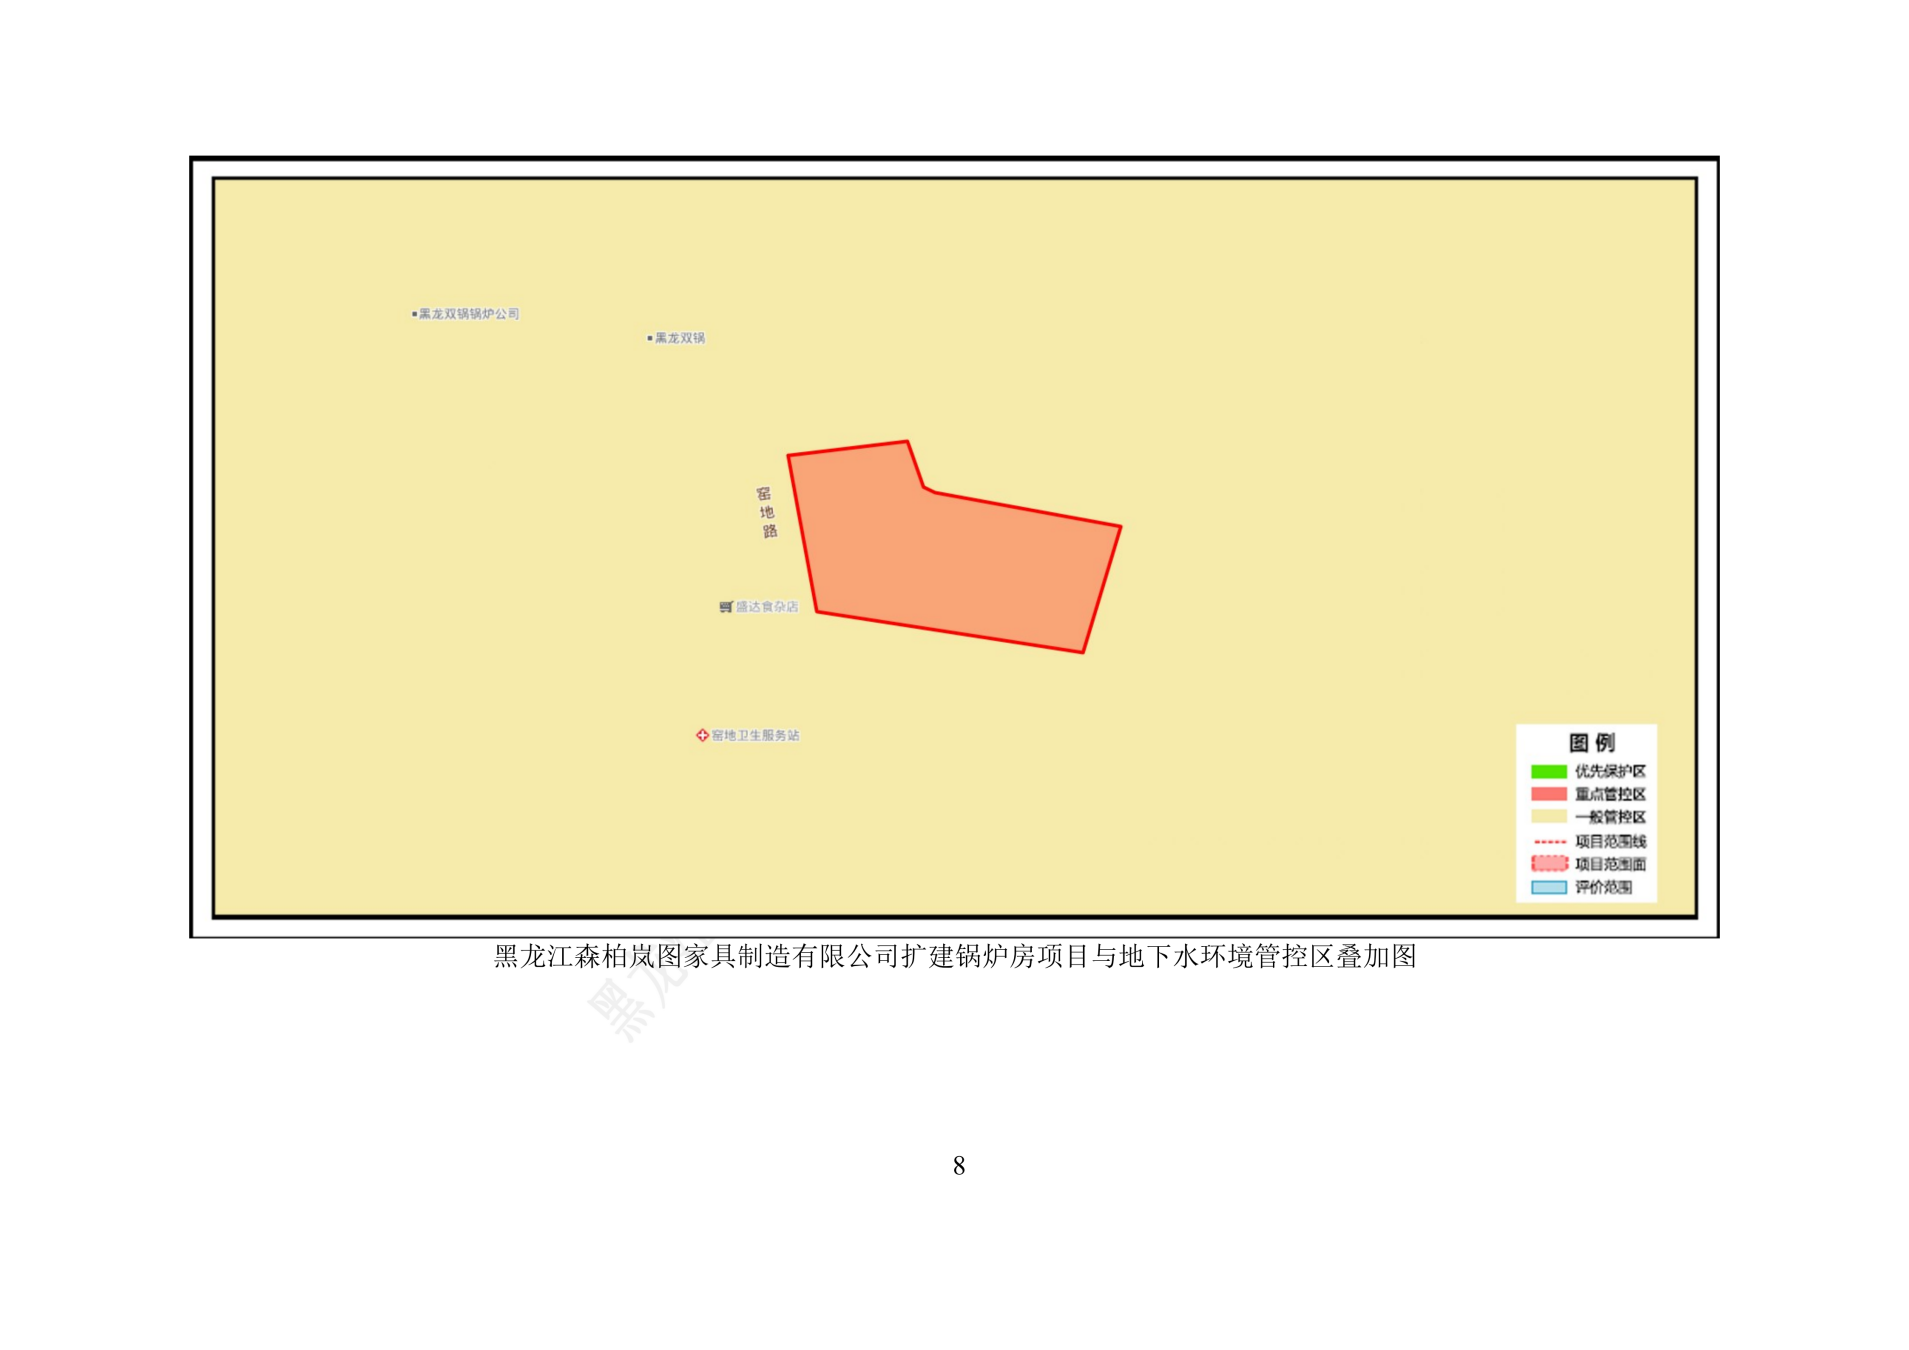 黑龙双锅锅炉公司
黑龙双锅
窑地路
盛达食杂店
窑地卫生服务站
图例
优先保护区
重点管控区
一般管控区
项目范围线
项目范围面
评价范围
黑龙江森柏岚图家具制造有限公司扩建锅炉房项目与地下水环境管控区叠加图
黑龙
8